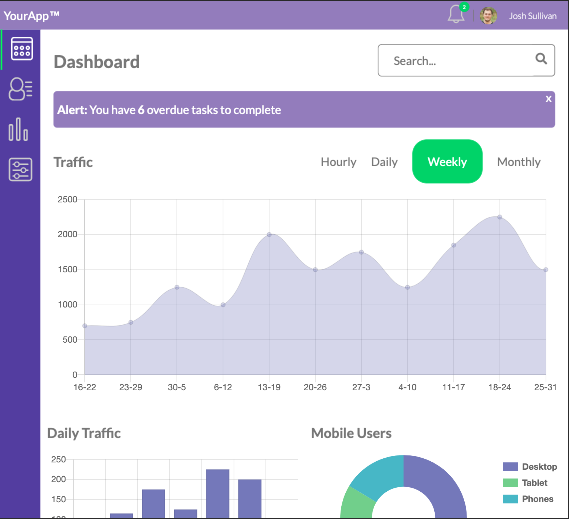 YourApp™
3
Josh Sullivan
Dashboard
Search...
Alert: You have 6 overdue tasks to complete
x
Traffic
Hourly Daily Weekly Monthly
2500
2000
1500
1000
500
0
16-22 23-29 30-5 6-12 13-19 20-26 27-3 4-10 11-17 18-24 25-31
Daily Traffic
250
200
150
Mobile Users
Desktop
Tablet
Phones